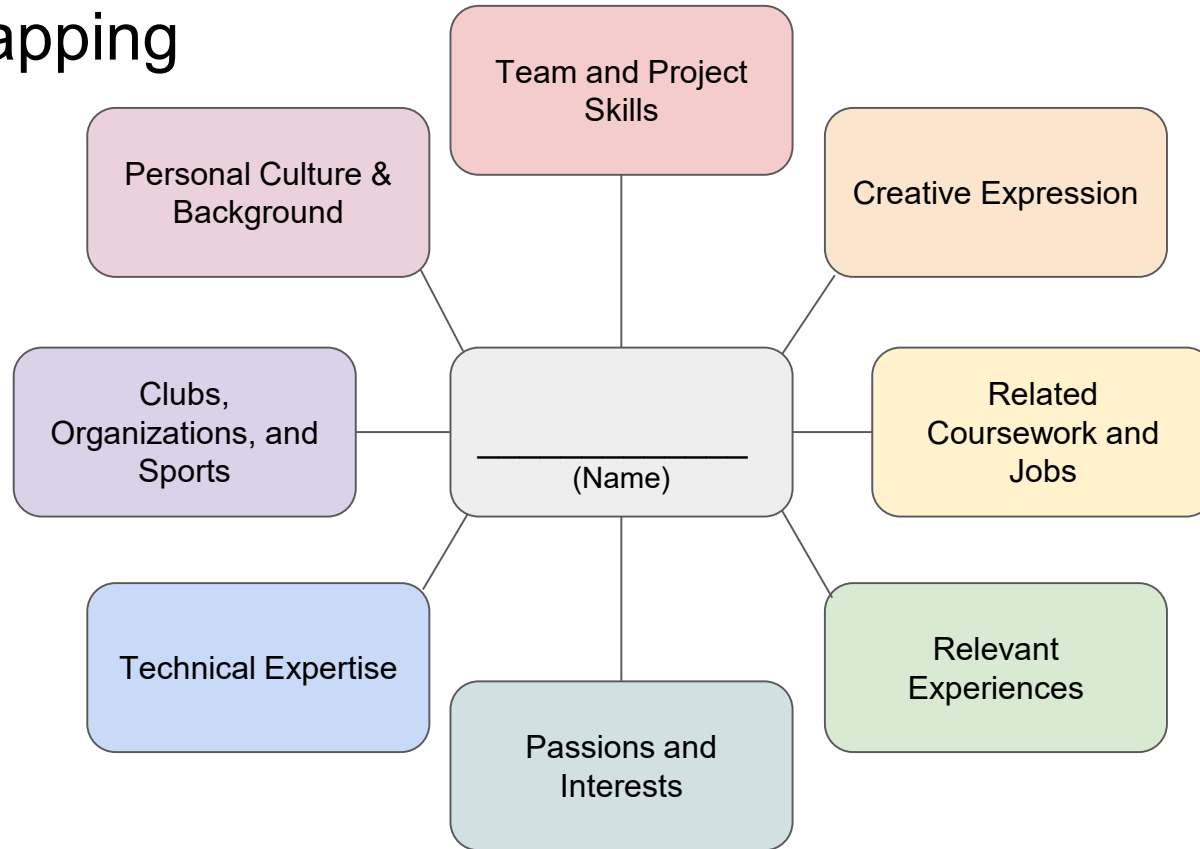 apping
Team and Project
Skills
Personal Culture &
Background
Creative Expression
Clubs,
Organizations, and
Sports
_________________
(Name)
Related
Coursework and
Jobs
Technical Expertise
Relevant
Experiences
Passions and
Interests